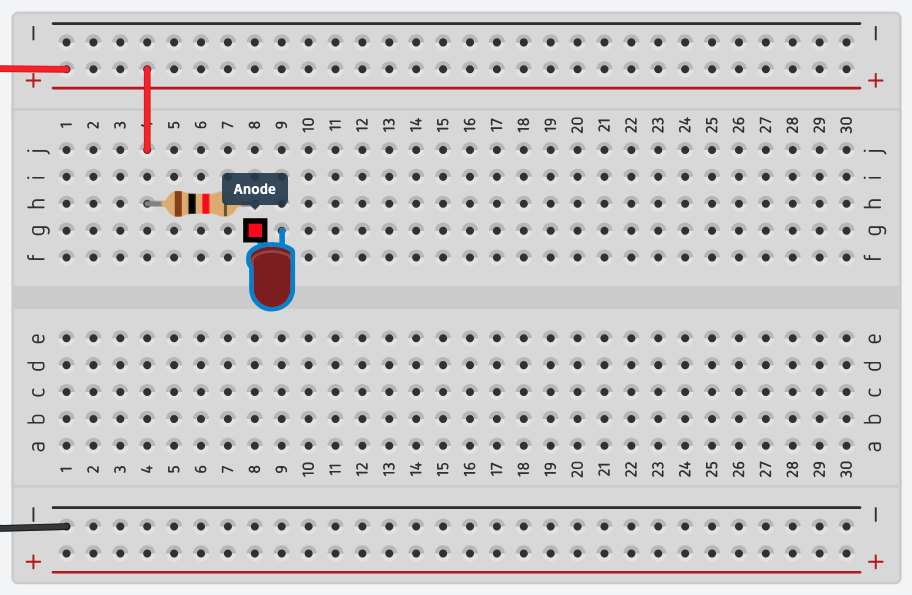 − −
+ +
1 2 3 4 5 6 7 8 9 10 11 12 13 14 15 16 17 18 19 20 21 22 23 24 25 26 27 28 29 30
j j
i i
h h
Anode
g g
f f
e e
d d
c c
b b
a a
1 2 3 4 5 6 7 8 9 10 11 12 13 14 15 16 17 18 19 20 21 22 23 24 25 26 27 28 29 30
− −
+ +